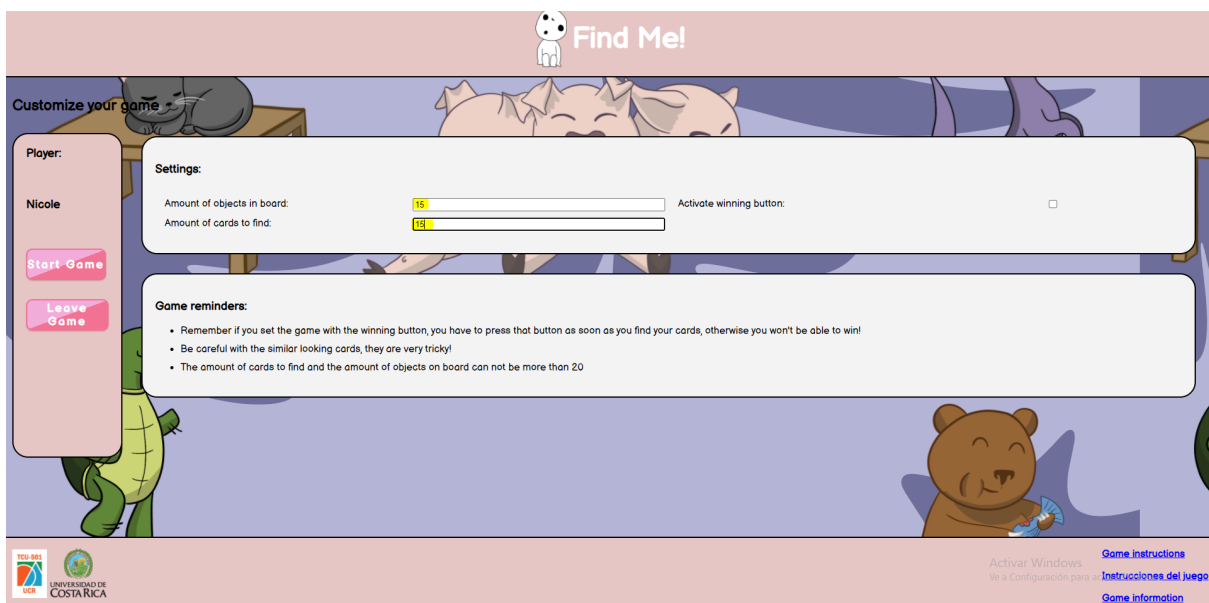 Find Me!
Customize your game
Player:
Nicole
Start Game
Leave
Game
Settings:
Amount of objects in board: 15 Activate winning button:
Amount of cards to find: 15
Game reminders:
• Remember if you set the game with the winning button, you have to press that button as soon as you find your cards, otherwise you won't be able to win!
• Be careful with the similar looking cards, they are very tricky!
• The amount of cards to find and the amount of objects on board can not be more than 20
TCU-501
UCR
UNIVERSIDAD DE
COSTA RICA
Activar Windows
Ve a Configuración para
Game instructions
Instrucciones del juego
Game information